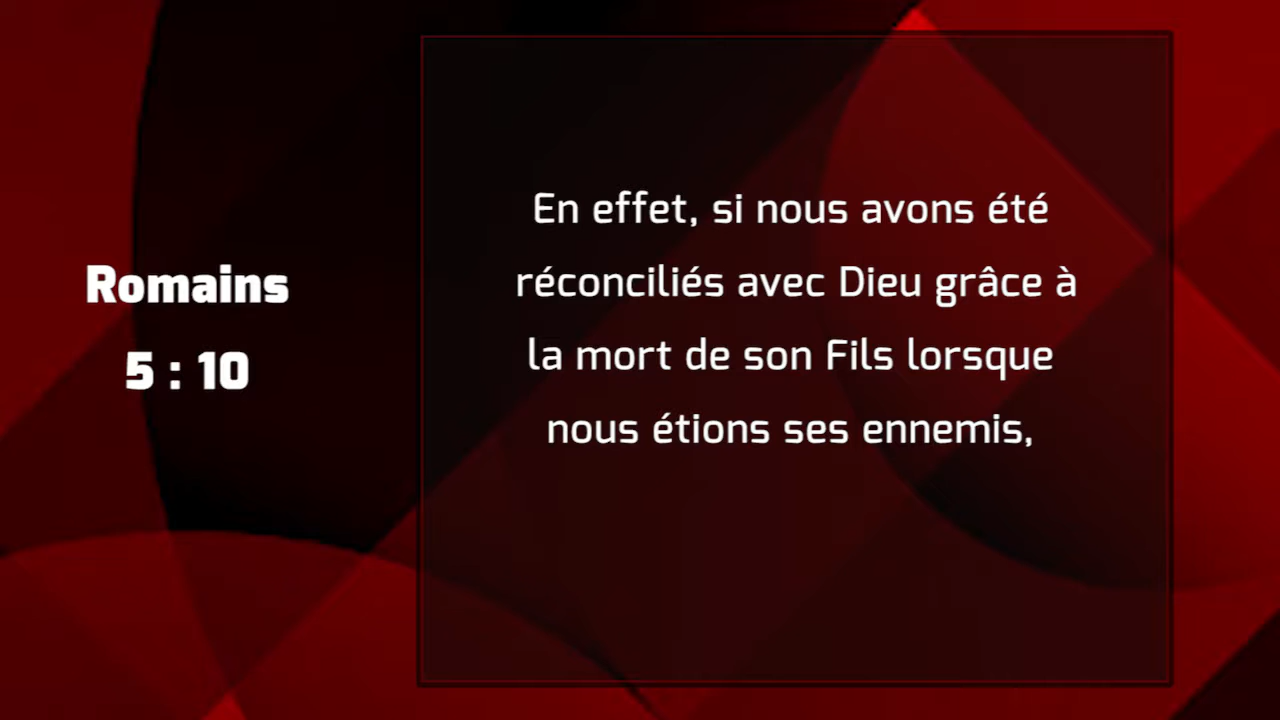 Romains
5 : 10
En effet, si nous avons été
réconciliés avec Dieu grâce à
la mort de son Fils lorsque
nous étions ses ennemis,